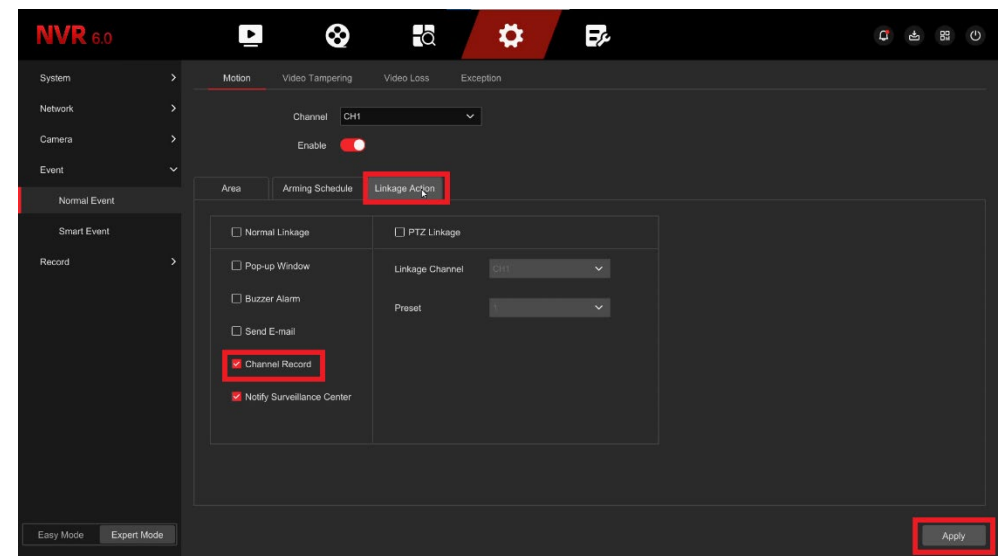 NVR 6.0
System
Network
Camera
Event
Normal Event
Smart Event
Record
Easy Mode Expert Mode
Motion Video Tampering Video Loss Exception
Channel CH1
Enable
Area Arming Schedule Linkage Action
Normal Linkage PTZ Linkage
Pop-up Window Linkage Channel CH1
Buzzer Alarm Preset 1
Send E-mail
Channel Record
Notify Surveillance Center
Apply